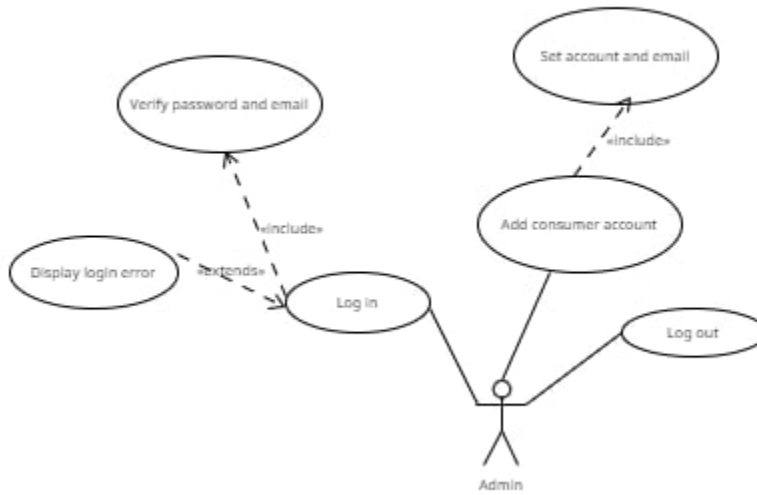 Set account and email
Verify password and email
«include»
Add consumer account
«include»
Display login error
«extends»
Log in
Log out
Admin